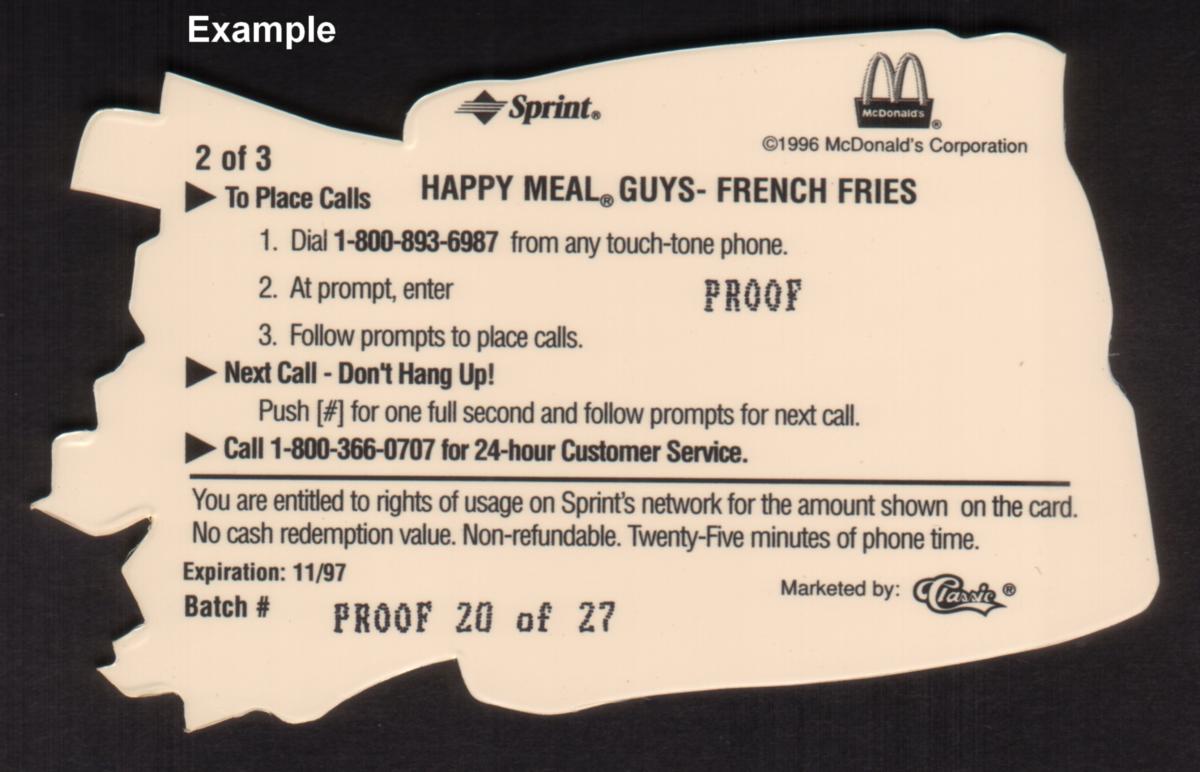 Example
Sprint®
McDonald's®
©1996 McDonald's Corporation
2 of 3
▶ To Place Calls
HAPPY MEAL® GUYS- FRENCH FRIES
1. Dial 1-800-893-6987 from any touch-tone phone.
2. At prompt, enter PROOF
3. Follow prompts to place calls.
▶ Next Call - Don't Hang Up!
Push [#] for one full second and follow prompts for next call.
▶ Call 1-800-366-0707 for 24-hour Customer Service.
You are entitled to rights of usage on Sprint's network for the amount shown on the card.
No cash redemption value. Non-refundable. Twenty-Five minutes of phone time.
Expiration: 11/97
Marketed by: Classic®
Batch # PROOF 20 of 27